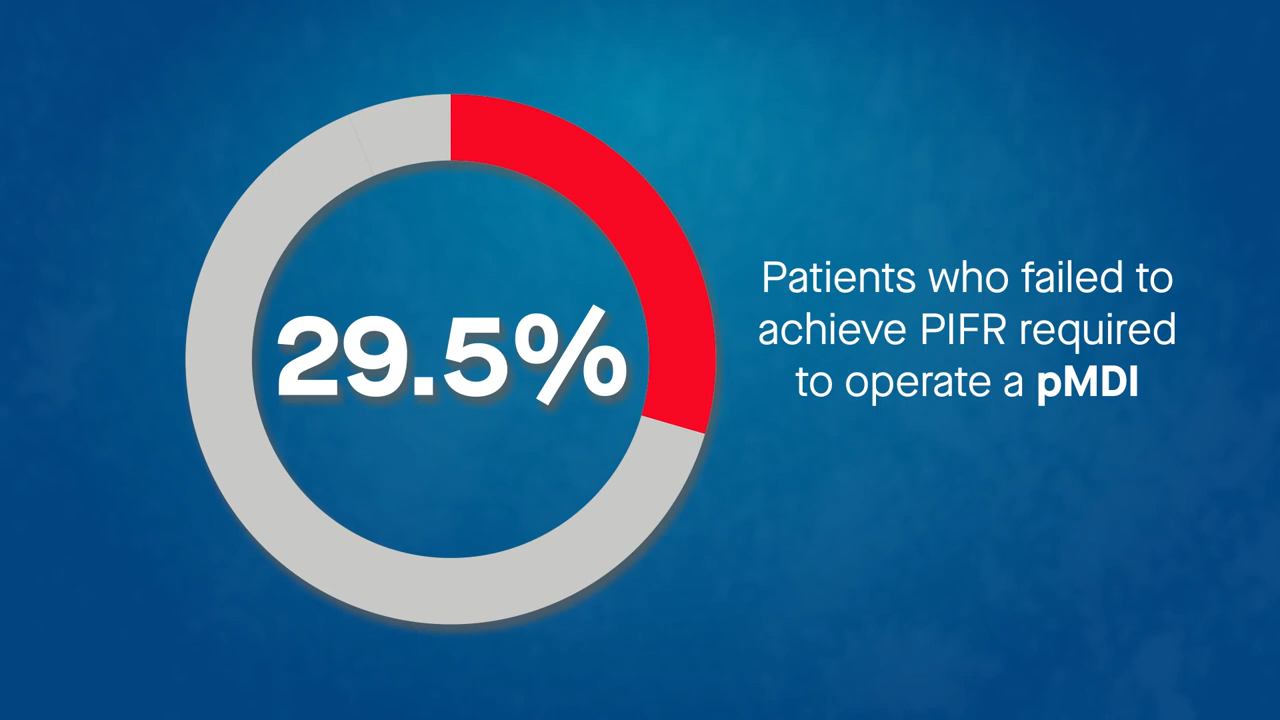 29.5%
Patients who failed to
achieve PIFR required
to operate a pMDI